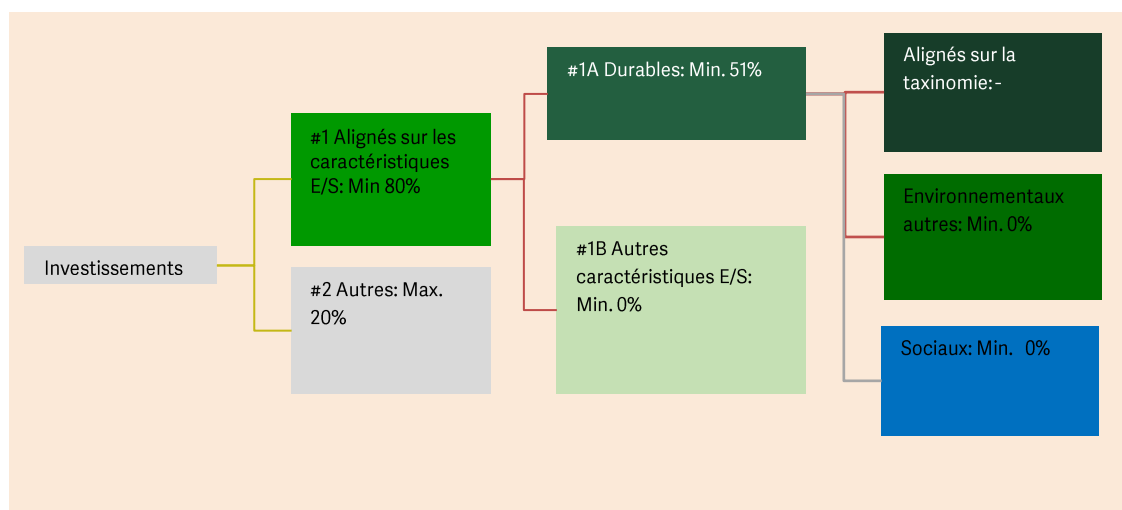 Investissements
#1 Alignés sur les
caractéristiques
E/S: Min 80%
#2 Autres: Max.
20%
#1A Durables: Min. 51%
#1B Autres
caractéristiques E/S:
Min. 0%
Alignés sur la
taxinomie:-
Environnementaux
autres: Min. 0%
Sociaux: Min. 0%